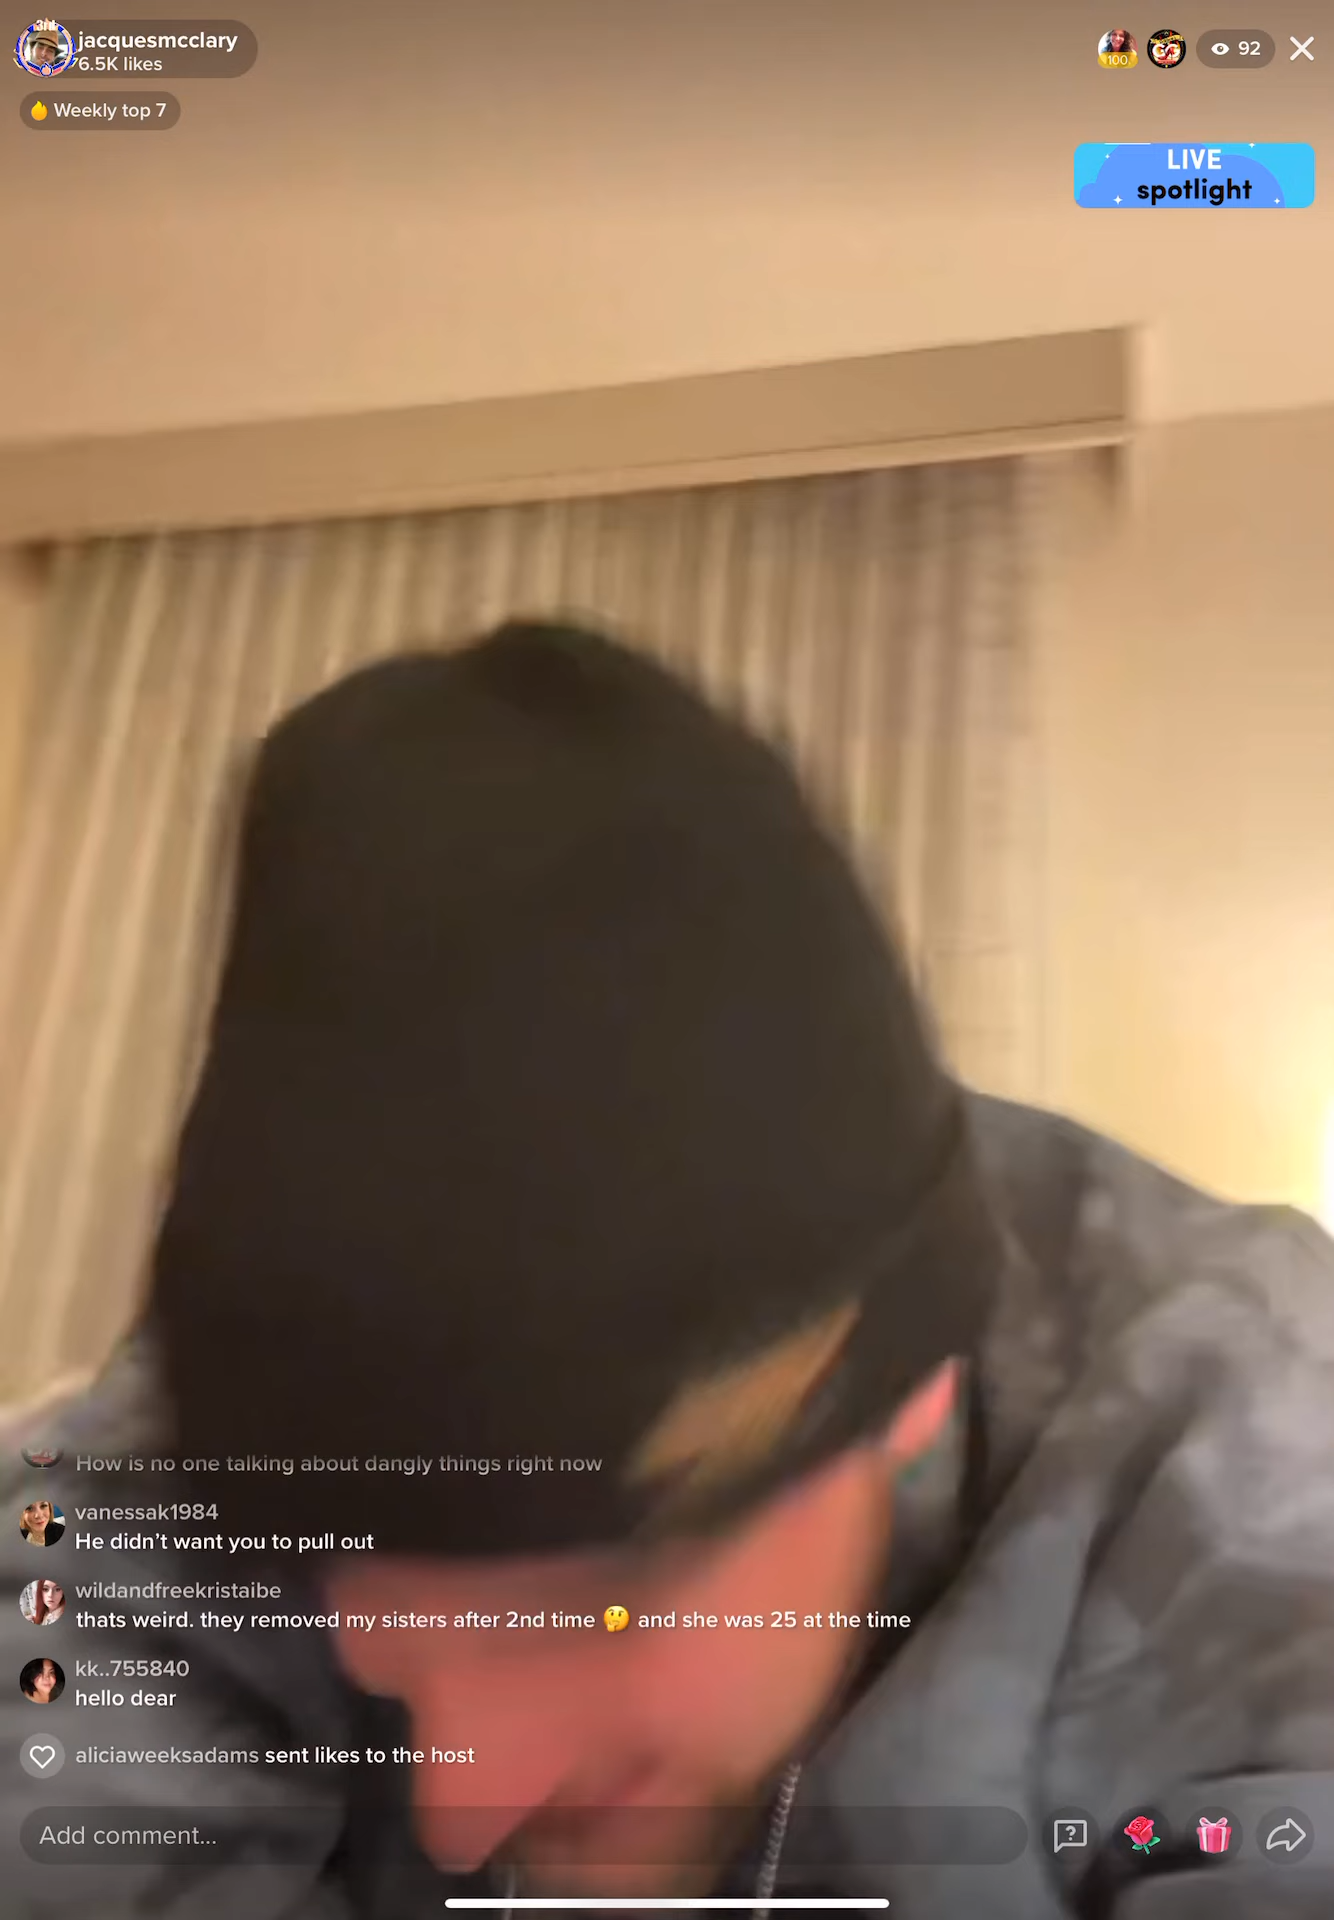 jacquesmcclary
6.5K likes
100
92
Weekly top 7
LIVE
spotlight
How is no one talking about dangly things right now
vanessak1984
He didn’t want you to pull out
wildandfreekristaibe
thats weird. they removed my sisters after 2nd time 🤔 and she was 25 at the time
kk..755840
hello dear
aliciaweeksadams sent likes to the host
Add comment...